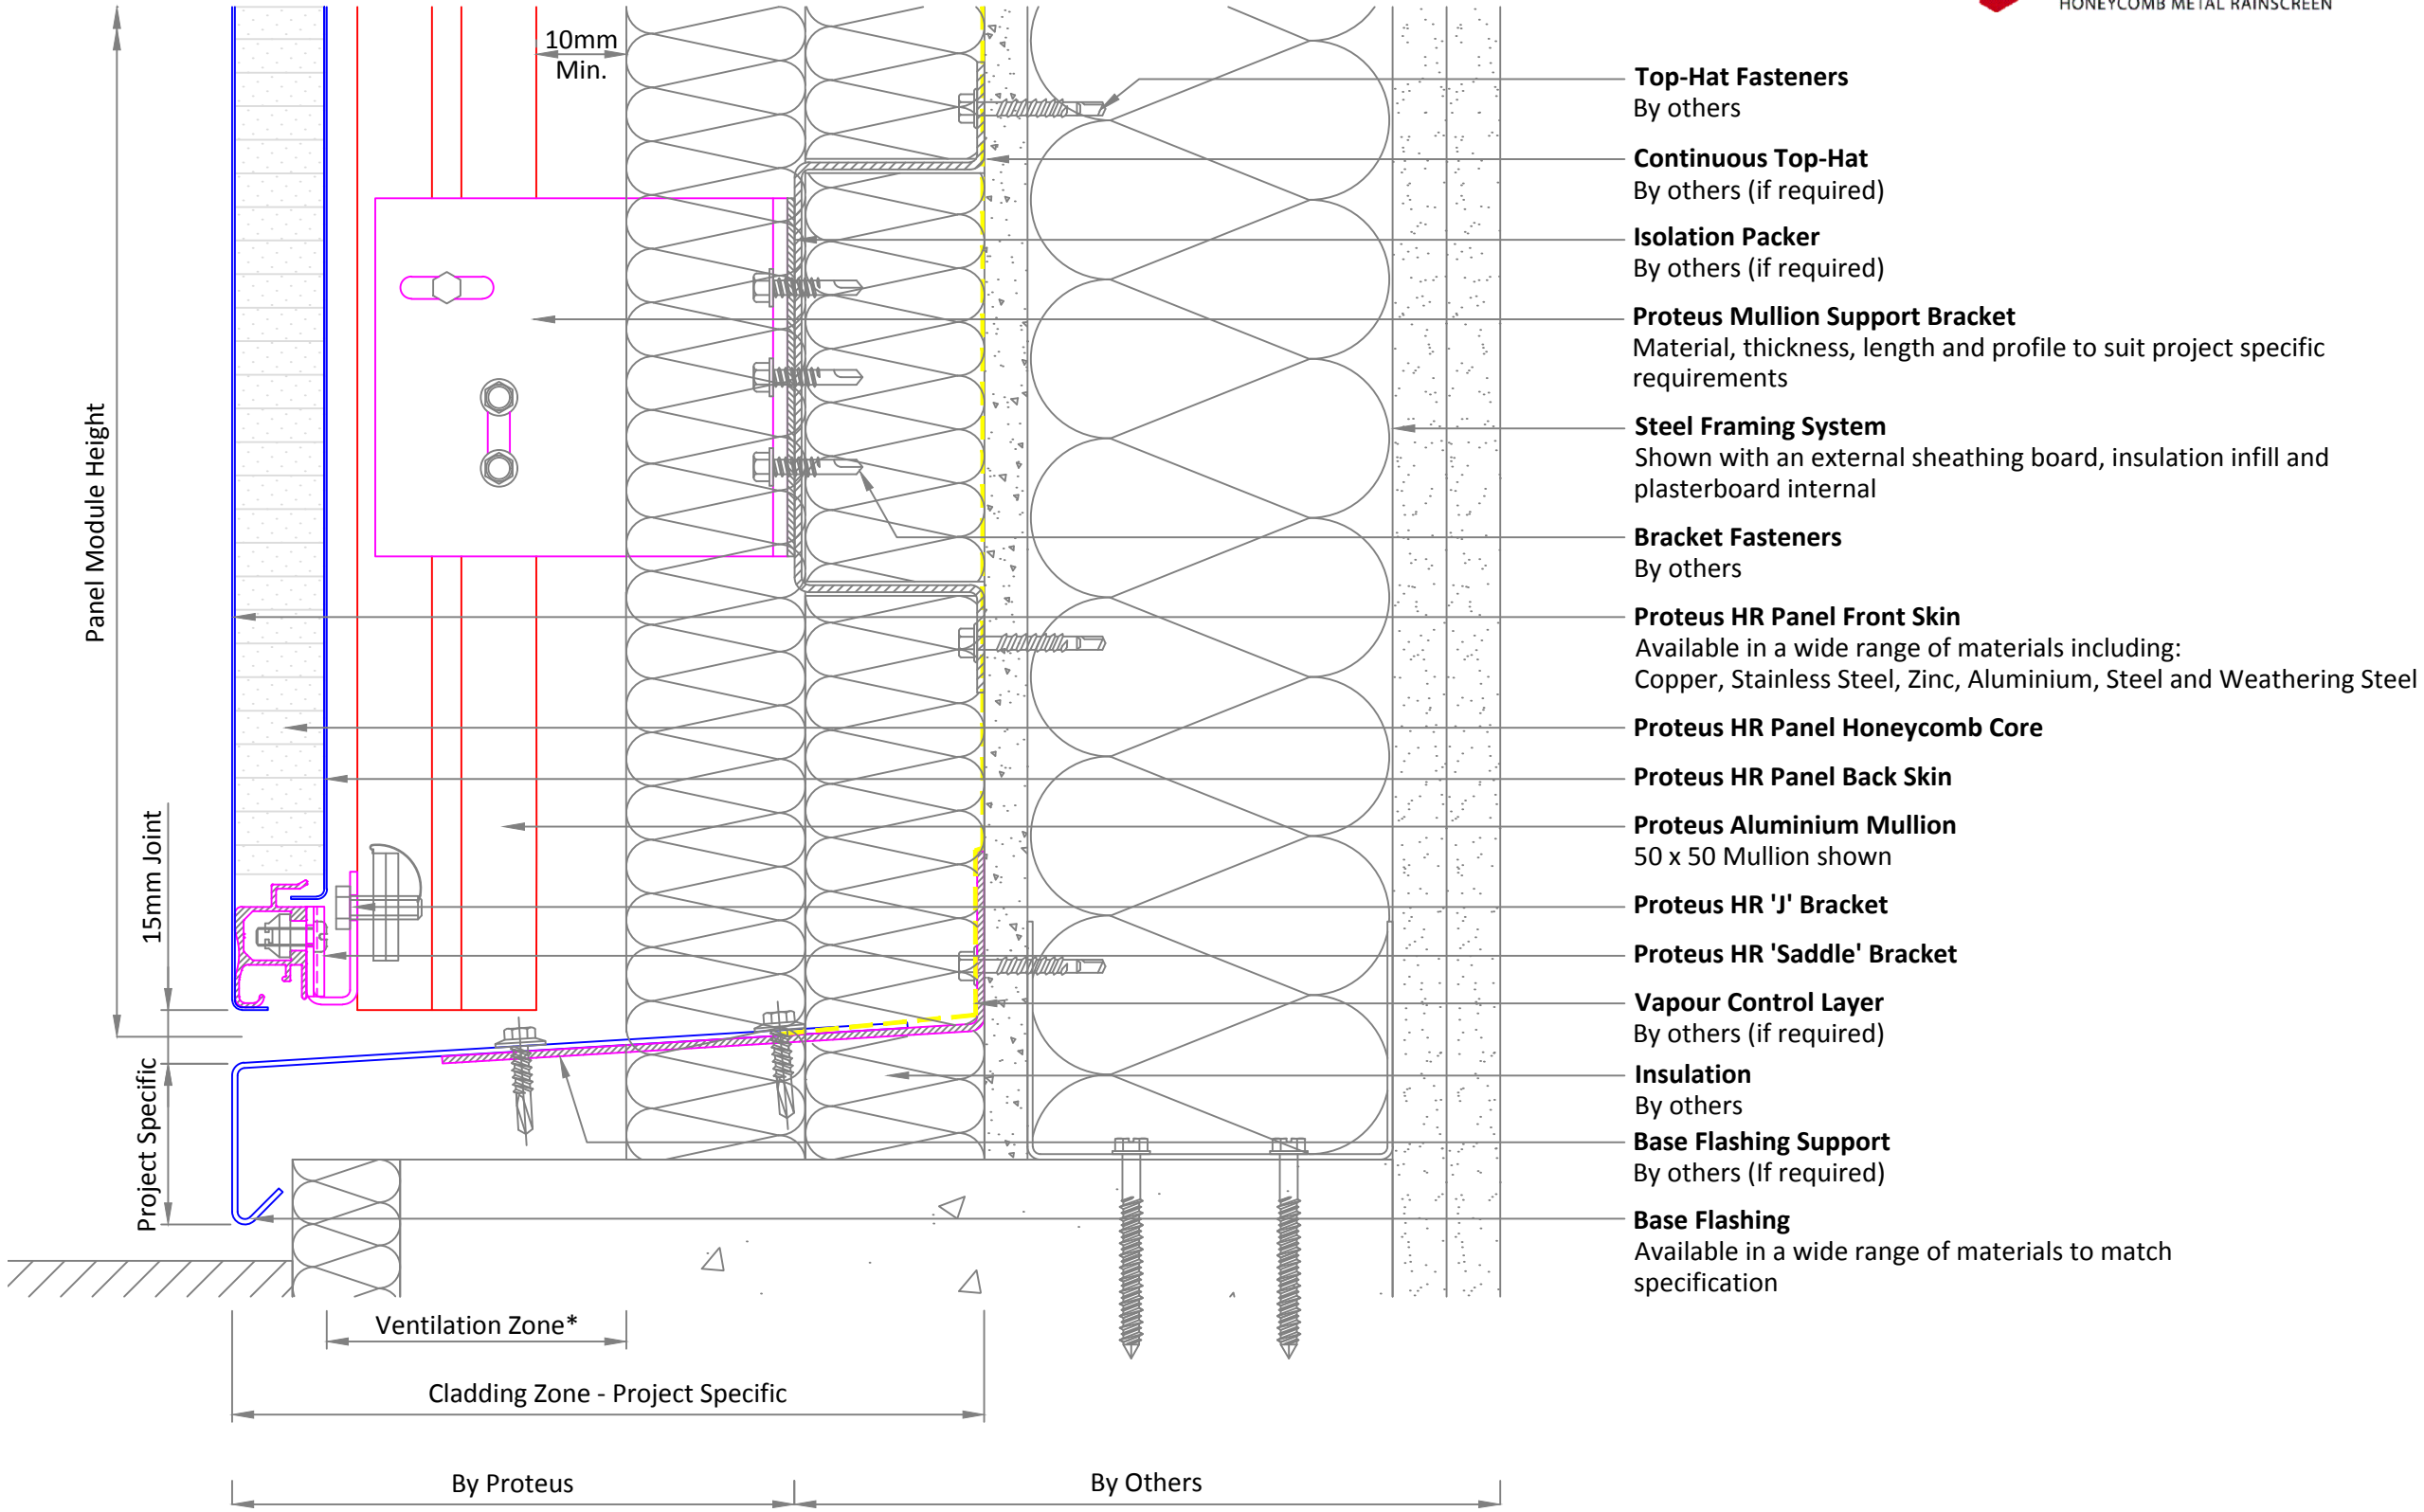 HONEYCOMB METAL RAINSCREEN
10mm
Min.
Top-Hat Fasteners
By others
Continuous Top-Hat
By others (if required)
Isolation Packer
By others (if required)
Proteus Mullion Support Bracket
Material, thickness, length and profile to suit project specific
requirements
Steel Framing System
Shown with an external sheathing board, insulation infill and
plasterboard internal
Bracket Fasteners
By others
Proteus HR Panel Front Skin
Available in a wide range of materials including:
Copper, Stainless Steel, Zinc, Aluminium, Steel and Weathering Steel
Proteus HR Panel Honeycomb Core
Proteus HR Panel Back Skin
Proteus Aluminium Mullion
50 x 50 Mullion shown
Proteus HR 'J' Bracket
Proteus HR 'Saddle' Bracket
Vapour Control Layer
By others (if required)
Insulation
By others
Base Flashing Support
By others (If required)
Base Flashing
Available in a wide range of materials to match
specification
Panel Module Height
15mm Joint
Project Specific
Ventilation Zone*
Cladding Zone - Project Specific
By Proteus
By Others